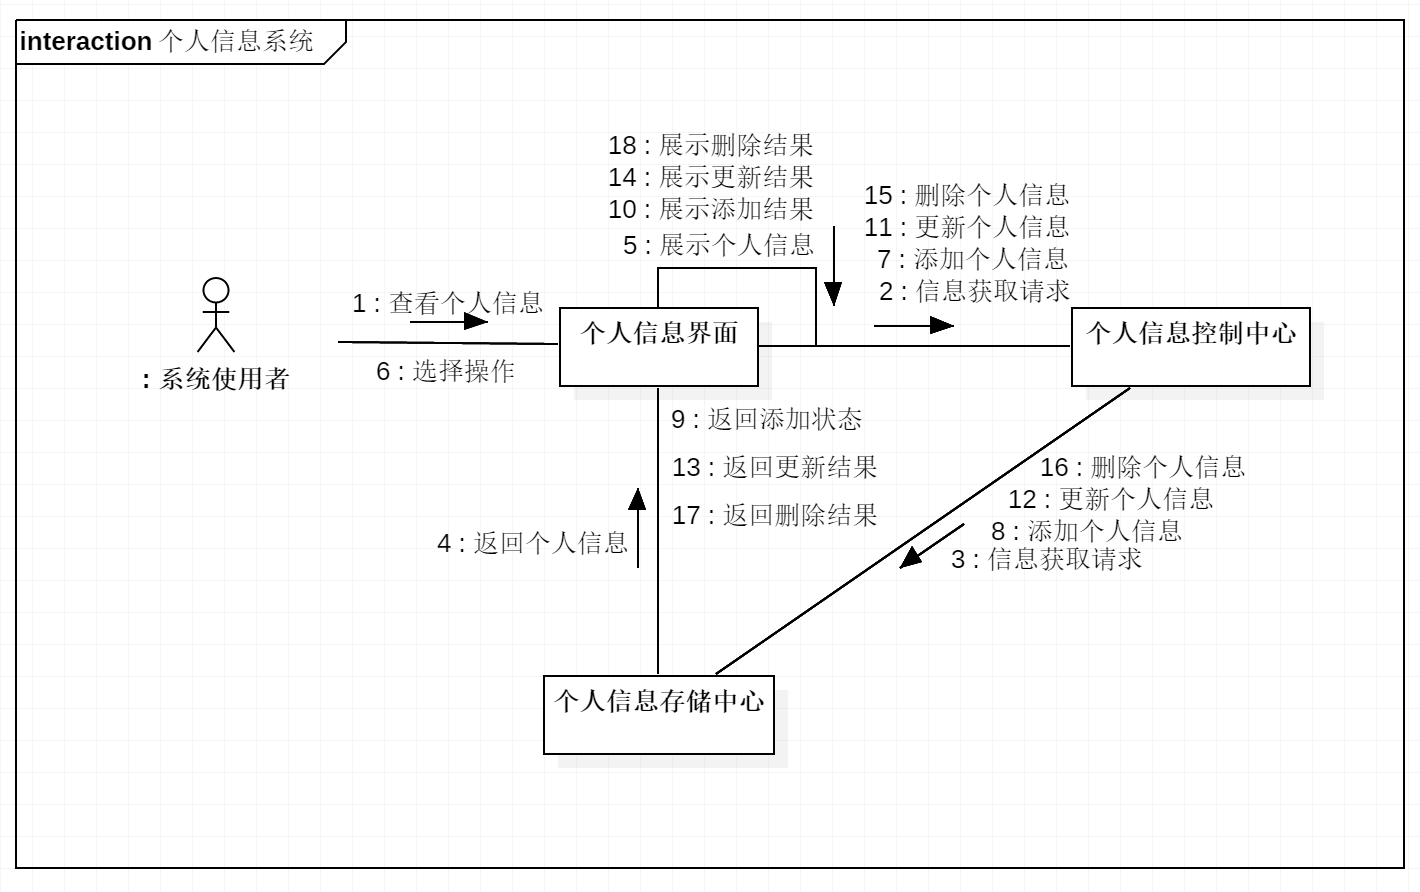 interaction 个人信息系统
18 : 展示删除结果
14 : 展示更新结果
10 : 展示添加结果
5 : 展示个人信息
15 : 删除个人信息
11 : 更新个人信息
7 : 添加个人信息
2 : 信息获取请求
1 : 查看个人信息
个人信息界面
个人信息控制中心
: 系统使用者
6 : 选择操作
9 : 返回添加状态
13 : 返回更新结果
17 : 返回删除结果
4 : 返回个人信息
16 : 删除个人信息
12 : 更新个人信息
8 : 添加个人信息
3 : 信息获取请求
个人信息存储中心